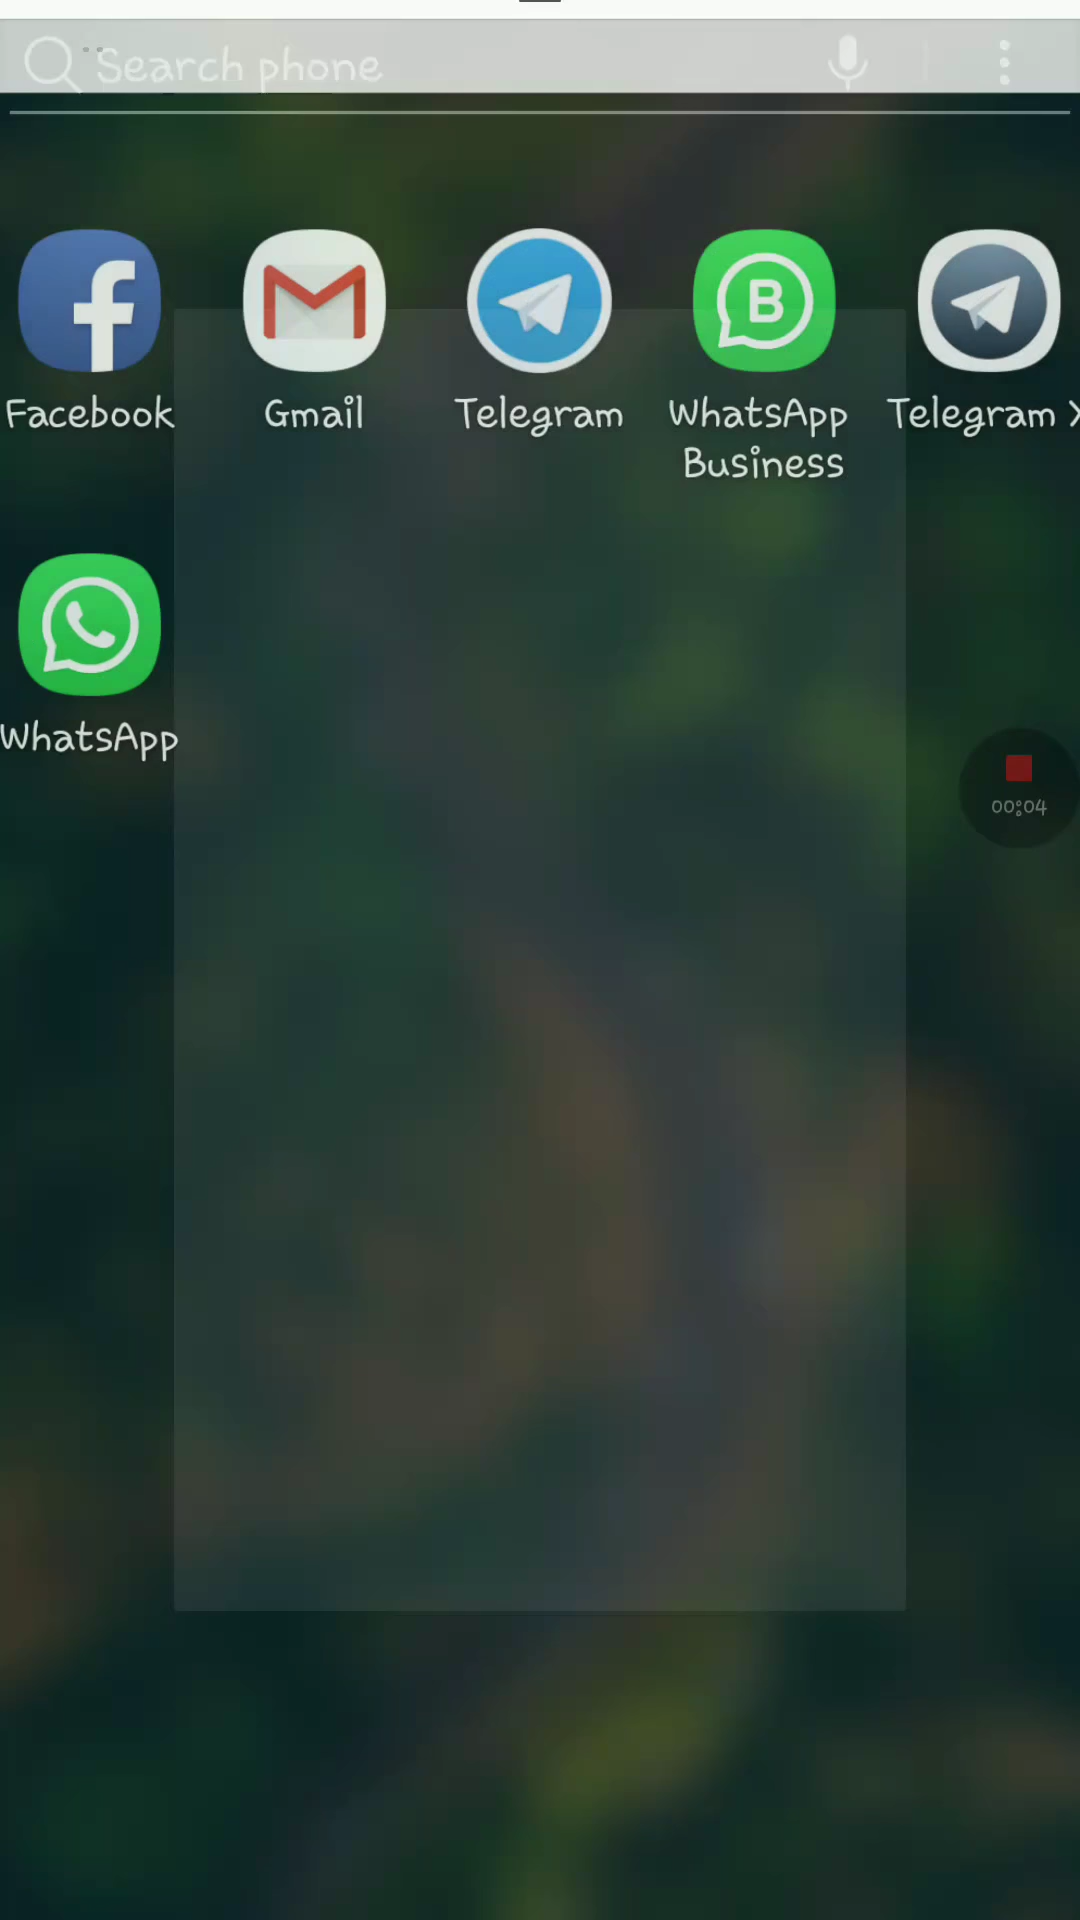 Search phone
Facebook
Gmail
Telegram
WhatsApp
Business
Telegram X
WhatsApp
00:04